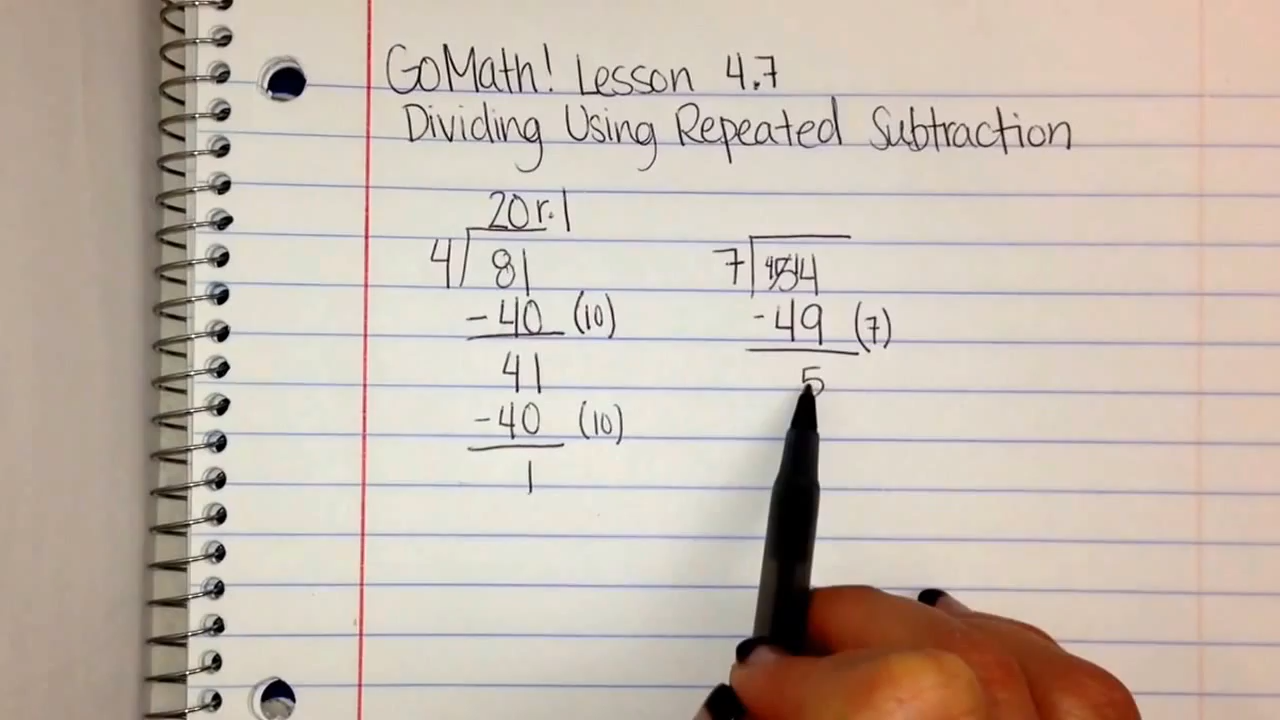 GoMath! Lesson 4.7
Dividing Using Repeated Subtraction
20 r.1
4 81
-40 (10)
41
-40 (10)
1
7 54
-49 (7)
5